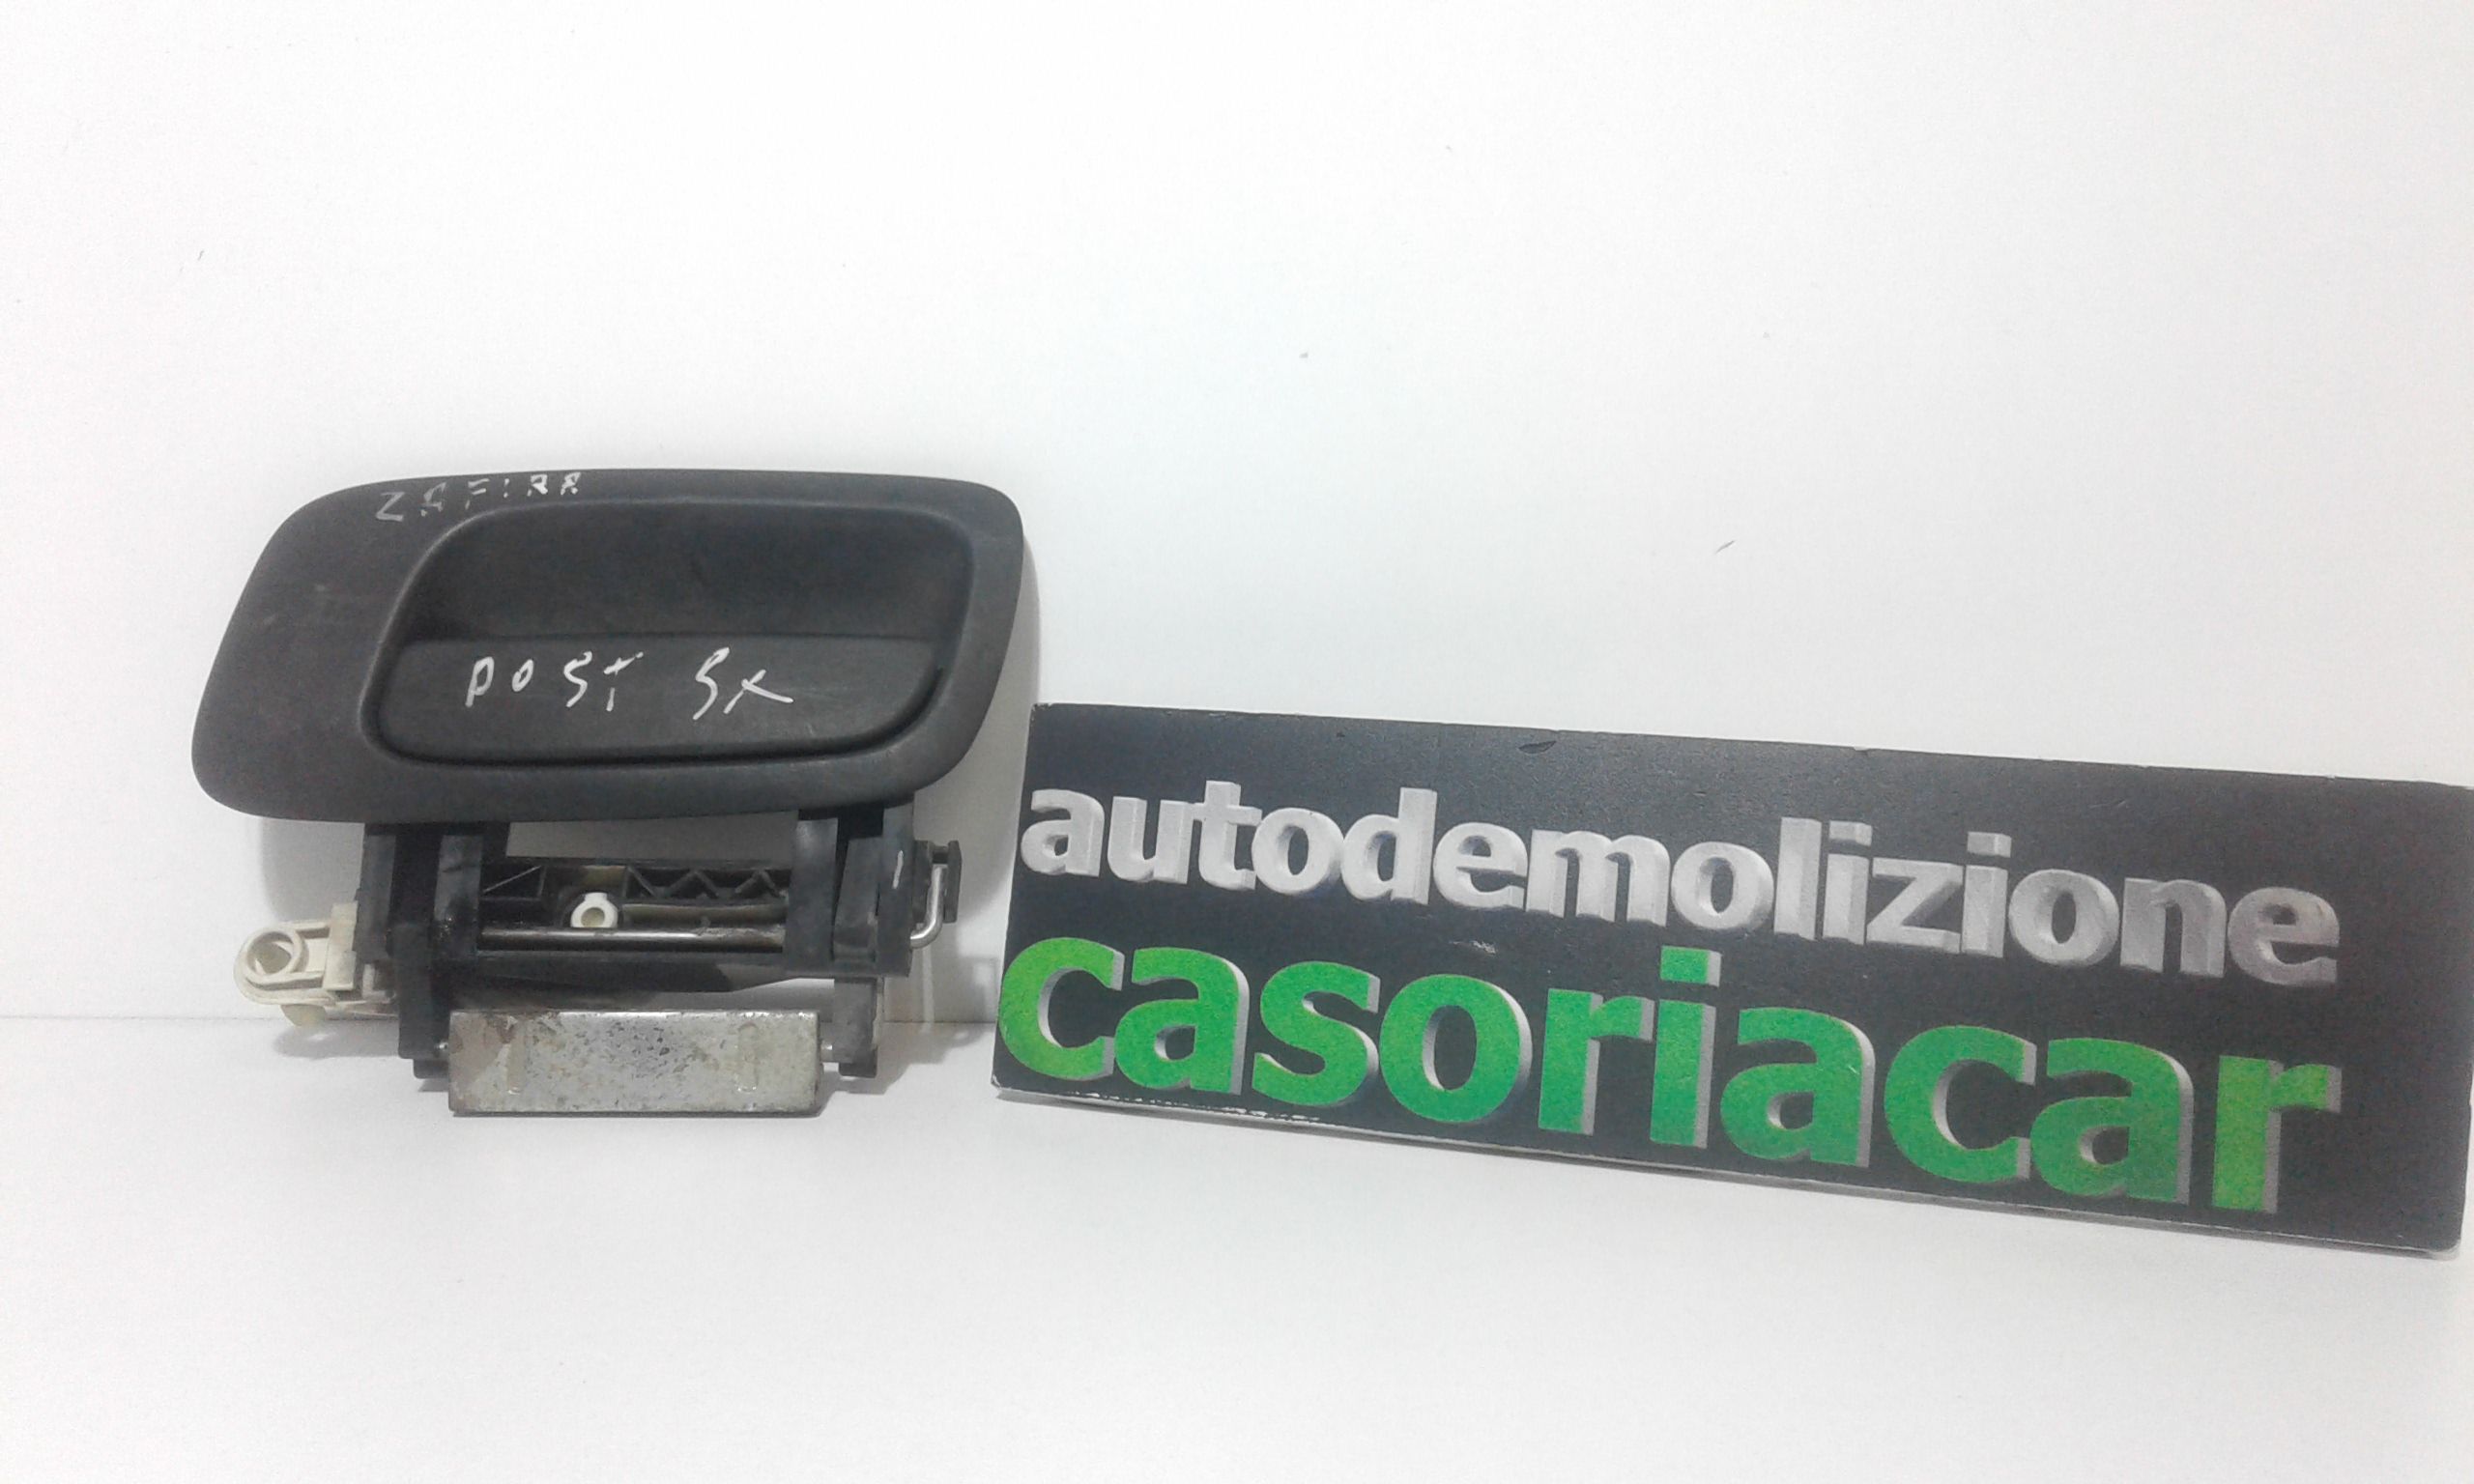 ZAFIRA
POST SX
autodemolizione
casoriacar